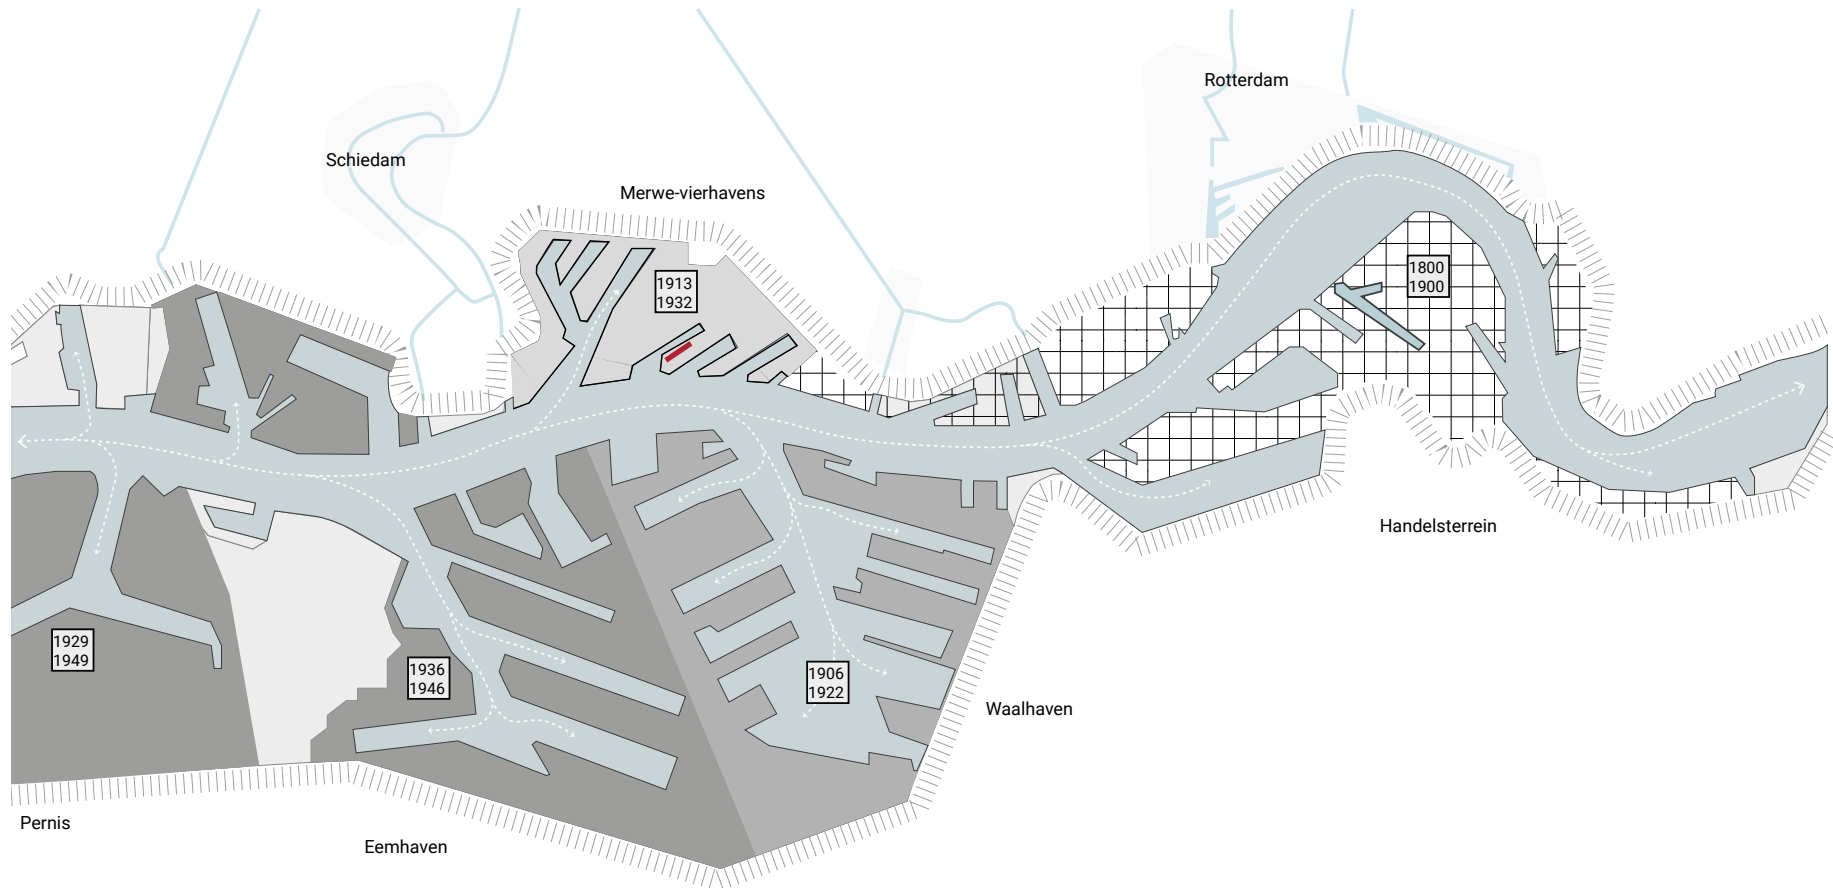 Rotterdam
Schiedam
Merwe-vierhavens
1800
1900
1913
1932
Handelsterrein
1929
1949
1936
1946
1906
1922
Waalhaven
Pernis
Eemhaven